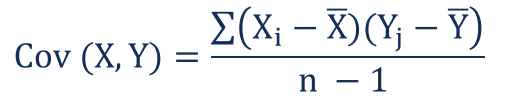 Cov (X, Y) = ∑(Xᵢ − X̅)(Yⱼ − Y̅) / n − 1